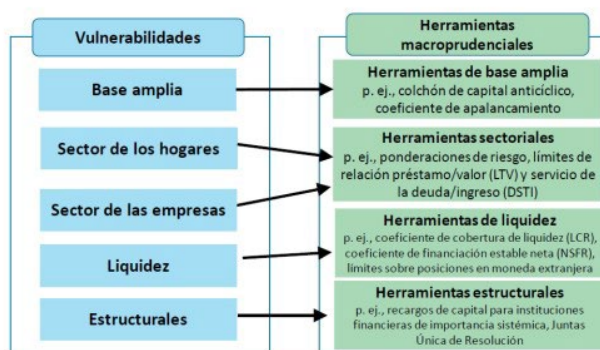 Vulnerabilidades
Base amplia
Sector de los hogares
Sector de las empresas
Liquidez
Estructurales
Herramientas
macroprudenciales
Herramientas de base amplia
p. ej., colchón de capital anticíclico,
coeficiente de apalancamiento
Herramientas sectoriales
p. ej., ponderaciones de riesgo, límites de
relación préstamo/valor (LTV) y servicio de
la deuda/ingreso (DSTI)
Herramientas de liquidez
p. ej., coeficiente de cobertura de liquidez (LCR),
coeficiente de financiación estable neta (NSFR),
límites sobre posiciones en moneda extranjera
Herramientas estructurales
p. ej., recargos de capital para instituciones
financieras de importancia sistémica, Juntas
Única de Resolución